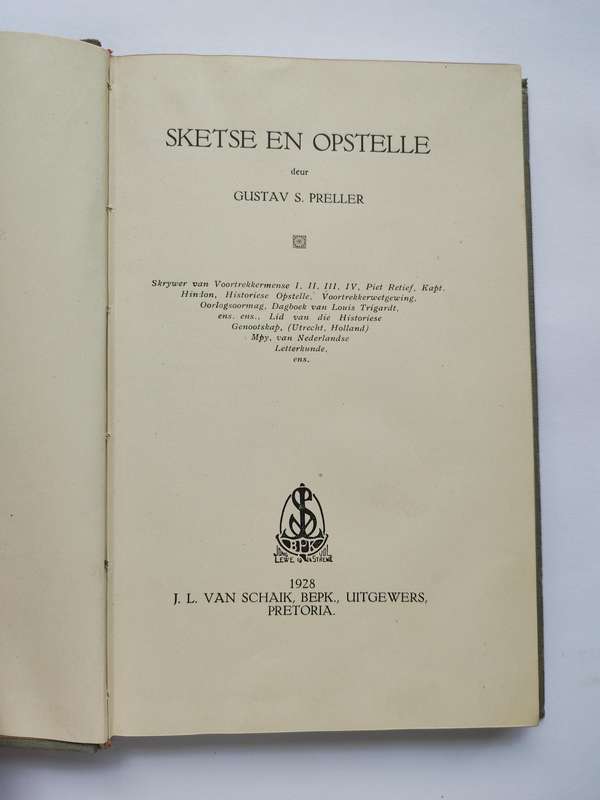 SKETSE EN OPSTELLE
deur
GUSTAV S. PRELLER
Skrywer van Voortrekkermense I, II, III, IV, Piet Retief, Kapt.
Hindon, Historiese Opstelle, Voortrekkerwetgewing,
Oorlogsoormag, Dagboek van Louis Trigardt,
ens. ens., Lid van die Historiese
Genootskap, (Utrecht, Holland)
Mpy, van Nederlandse
Letterkunde,
ens.
BPK
LEWE
1928
J. L. VAN SCHAIK, BEPK., UITGEWERS,
PRETORIA.